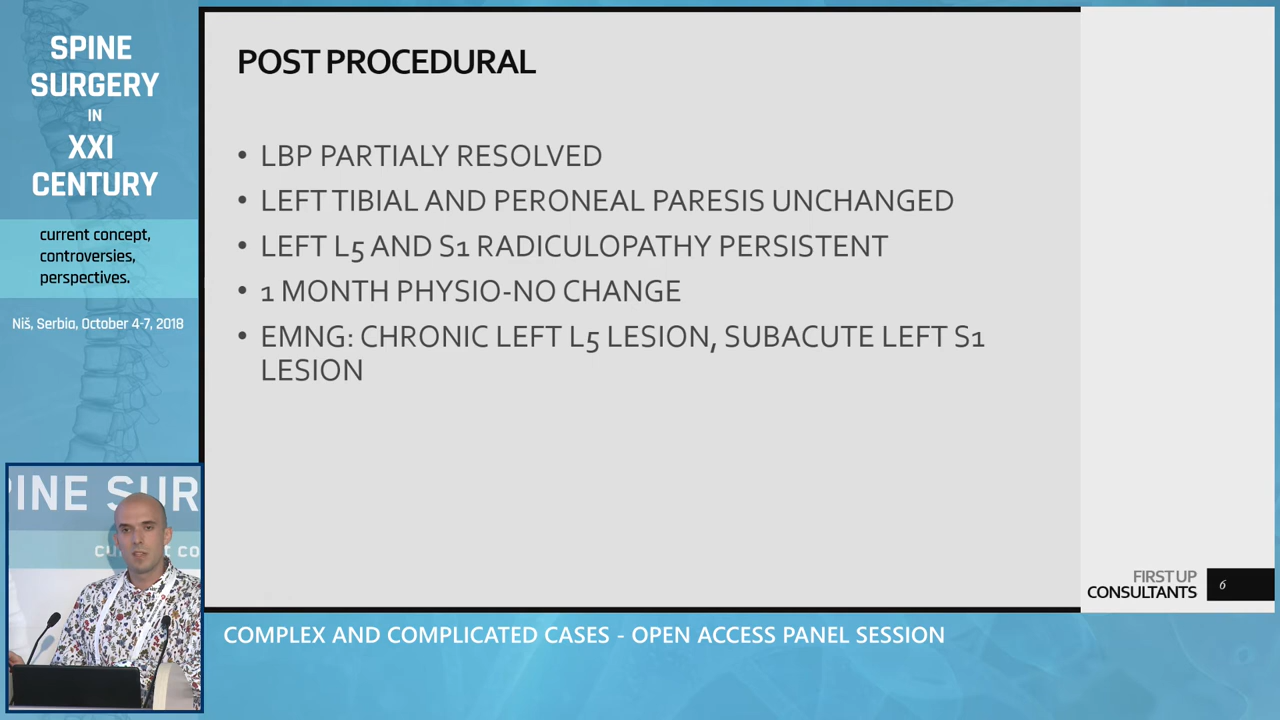 SPINE
SURGERY
IN
XXI
CENTURY
current concept,
controversies,
perspectives.
Niš, Serbia, October 4-7, 2018
POST PROCEDURAL
• LBP PARTIALY RESOLVED
• LEFT TIBIAL AND PERONEAL PARESIS UNCHANGED
• LEFT L5 AND S1 RADICULOPATHY PERSISTENT
• 1 MONTH PHYSIO-NO CHANGE
• EMNG: CHRONIC LEFT L5 LESION, SUBACUTE LEFT S1
LESION
PINE SUR
FIRST UP
CONSULTANTS
6
COMPLEX AND COMPLICATED CASES - OPEN ACCESS PANEL SESSION